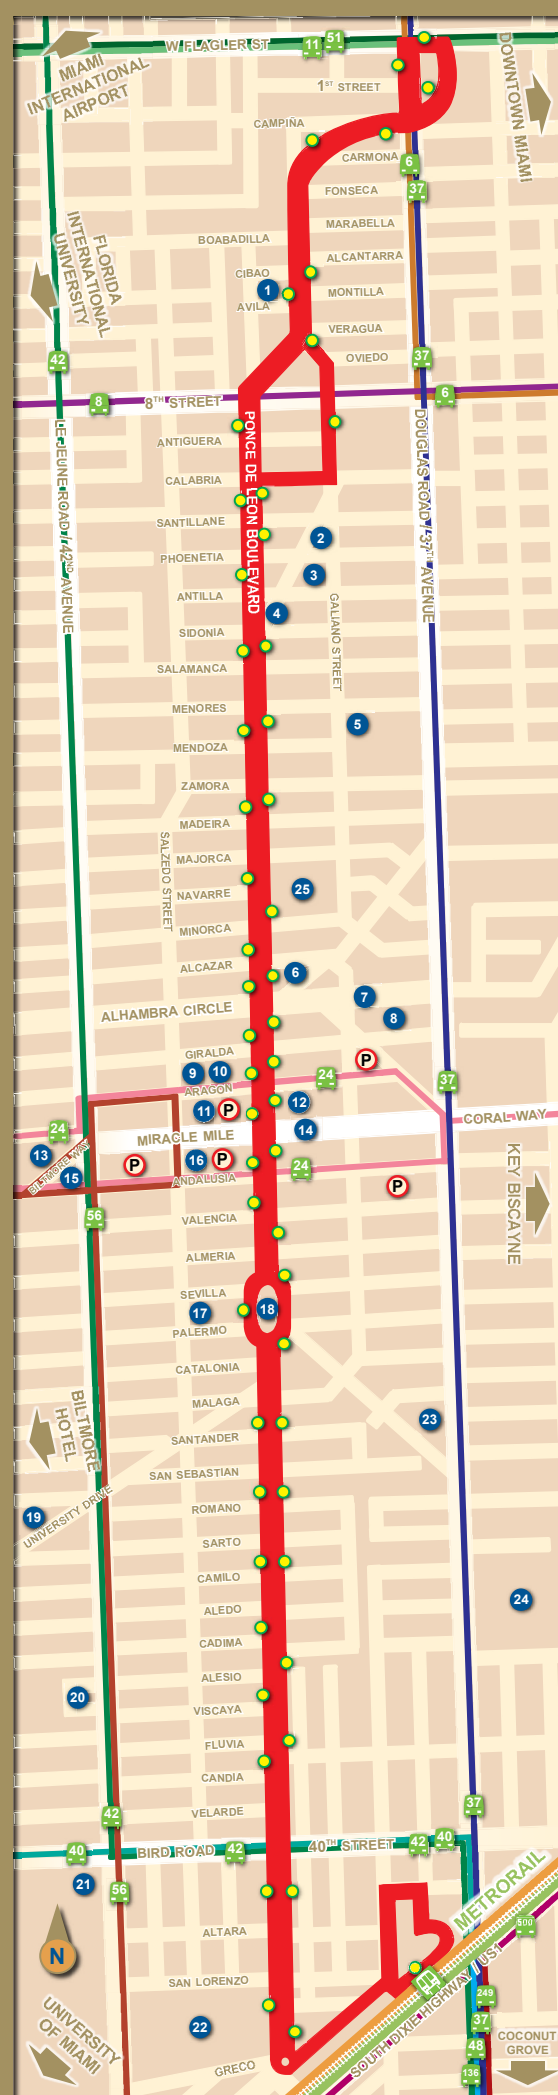 W FLAGLER ST
11
51
MIAMI
INTERNATIONAL
AIRPORT
1ST STREET
DOWNTOWN MIAMI
CAMPIÑA
CARMONA
6
FONSECA
37
MARABELLA
BOABADILLA
ALCANTARRA
FLORIDA
INTERNATIONAL
UNIVERSITY
CIBAO
1
MONTILLA
AVILA
VERAGUA
OVIEDO
42
37
8
8TH STREET
6
LE JEUNE ROAD / 42ND AVENUE
PONCE DE LEON BOULEVARD
DOUGLAS ROAD / 37TH AVENUE
ANTIGUERA
CALABRIA
SANTILLANE
2
PHOENETIA
3
ANTILLA
4
GALIANO STREET
SIDONIA
SALAMANCA
MENORES
5
MENDOZA
ZAMORA
MADEIRA
SALZEDO STREET
MAJORCA
NAVARRE
25
MINORCA
ALCAZAR
6
7
ALHAMBRA CIRCLE
8
GIRALDA
P
9
10
24
37
ARAGON
11
P
12
24
MIRACLE MILE
14
CORAL WAY
13
BILTMORE WAY
15
P
16
P
24
ANDALUSIA
P
KEY BISCAYNE
56
VALENCIA
ALMERIA
SEVILLA
17
18
PALERMO
CATALONIA
BILTMORE
HOTEL
MALAGA
23
SANTANDER
SAN SEBASTIAN
19
UNIVERSITY DRIVE
ROMANO
SARTO
CAMILO
24
ALEDO
CADIMA
ALESIO
20
VISCAYA
FLUVIA
CANDIA
42
VELARDE
37
40
BIRD ROAD
42
40TH STREET
42
40
21
56
METRORAIL
ALTARA
500
N
SAN LORENZO
SOUTH DIXIE HIGHWAY / US1
249
22
37
UNIVERSITY
OF MIAMI
48
COCONUT
GROVE
GRECO
136